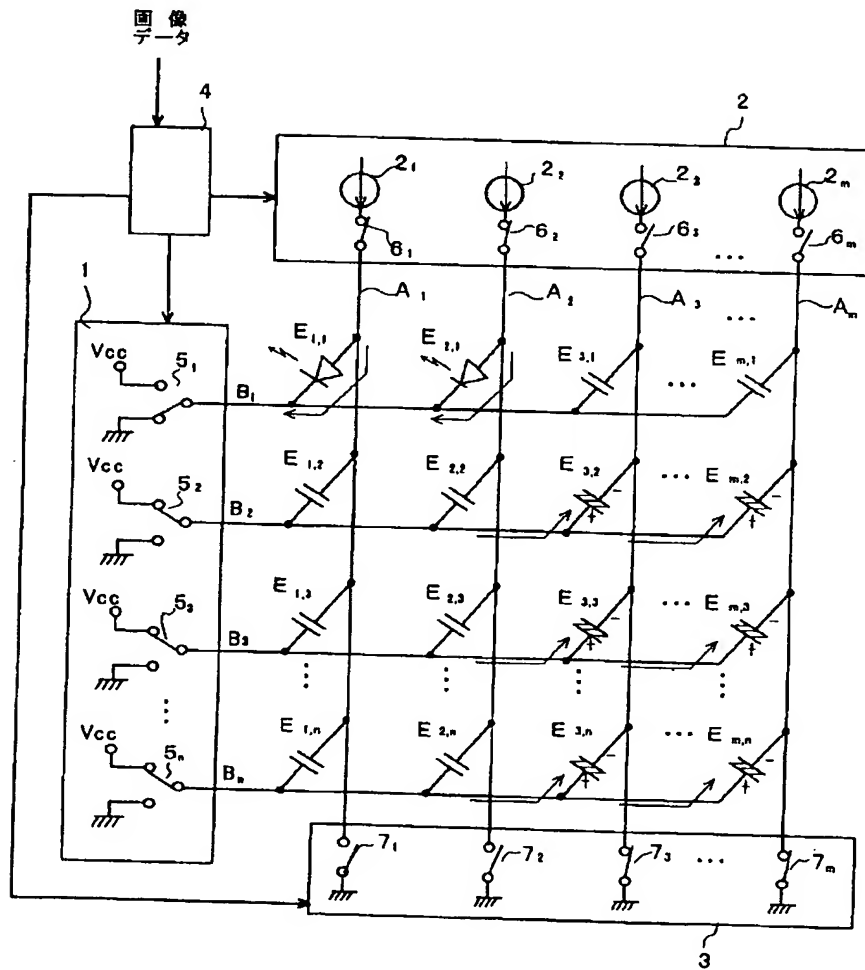 画像
データ
4
2
2₁ 2₂ 2₃ 2ₘ
6₁ 6₂ 6₃ ... 6ₘ
1
A₁ A₂ A₃ ... Aₘ
Vcc 5₁ B₁ E₁,₁ E₂,₁ E₃,₁ ... Eₘ,₁
Vcc 5₂ B₂ E₁,₂ E₂,₂ E₃,₂ ... Eₘ,₂
- -
+ +
Vcc 5₃ B₃ E₁,₃ E₂,₃ E₃,₃ ... Eₘ,₃
- -
+ +
Vcc 5ₙ Bₙ E₁,ₙ E₂,ₙ E₃,ₙ ... Eₘ,ₙ
- -
+ +
7₁ 7₂ 7₃ ... 7ₘ
3